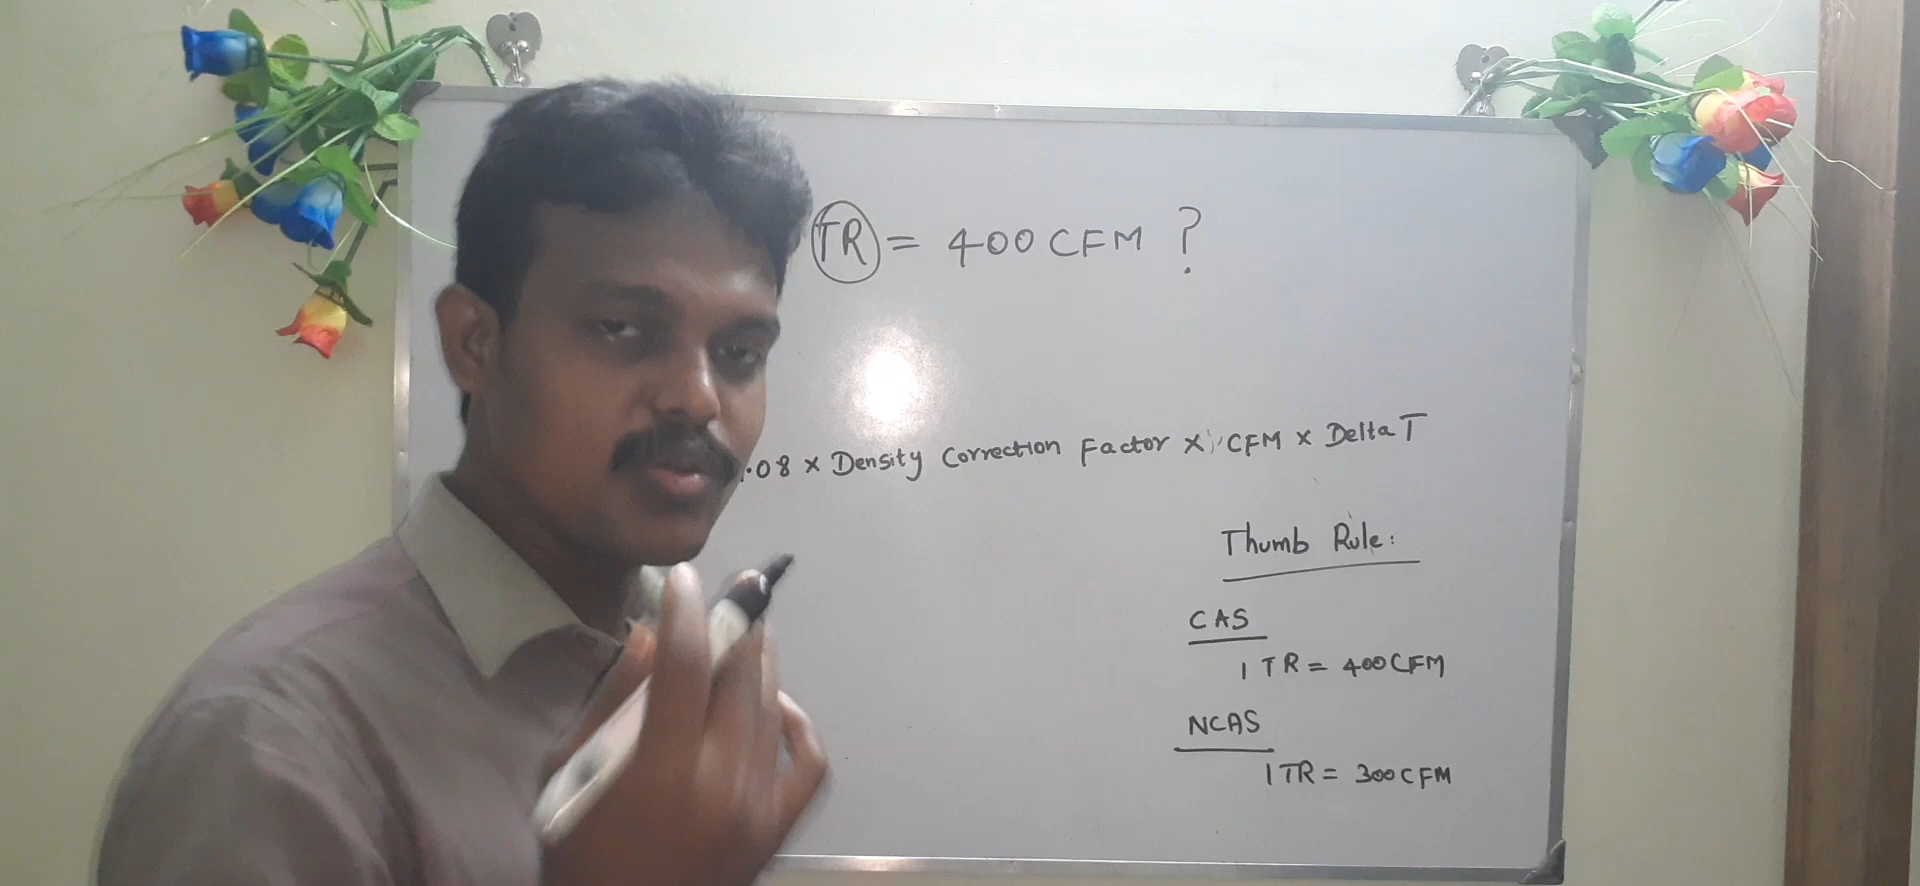 TR = 400 CFM ?
.08 × Density Correction Factor × CFM × Delta T
Thumb Rule:
CAS
1 TR = 400 CFM
NCAS
1 TR = 300 CFM